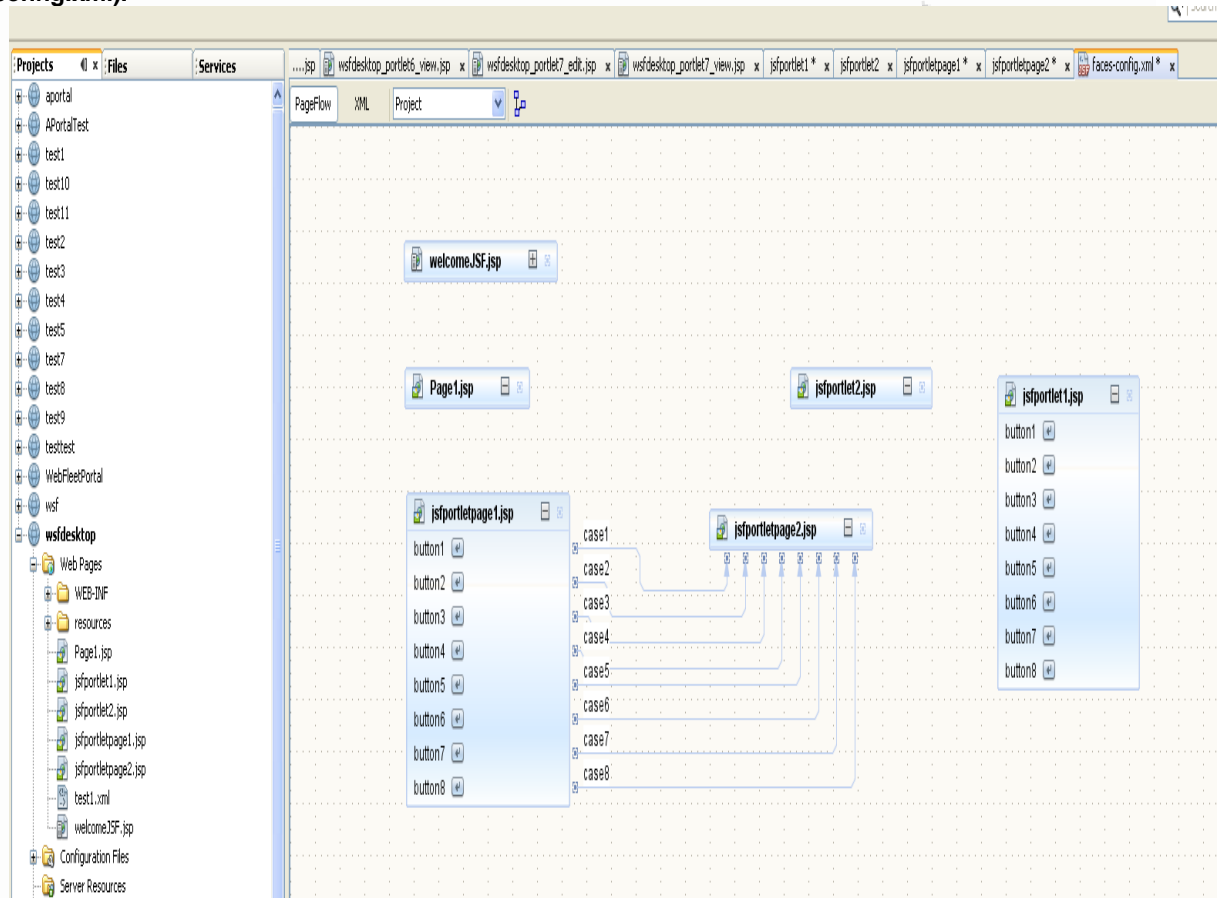 config.xml).
Search
Projects x Files Services
....jsp wsfdesktop_portlet6_view.jsp x wsfdesktop_portlet7_edit.jsp x wsfdesktop_portlet7_view.jsp x jsfportlet1 * x jsfportlet2 x jsfportletpage1 * x jsfportletpage2 * x faces-config.xml * x
PageFlow XML Project
aportal
APortalTest
test1
test10
test11
test2
test3
test4
test5
test7
test8
test9
testtest
WebFleetPortal
wsf
wsfdesktop
Web Pages
WEB-INF
resources
Page1.jsp
jsfportlet1.jsp
jsfportlet2.jsp
jsfportletpage1.jsp
jsfportletpage2.jsp
test1.xml
welcomeJSF.jsp
Configuration Files
Server Resources
welcomeJSF.jsp
Page1.jsp
jsfportlet2.jsp
jsfportlet1.jsp
button1
button2
button3
button4
button5
button6
button7
button8
jsfportletpage1.jsp
button1
button2
button3
button4
button5
button6
button7
button8
case1
case2
case3
case4
case5
case6
case7
case8
jsfportletpage2.jsp